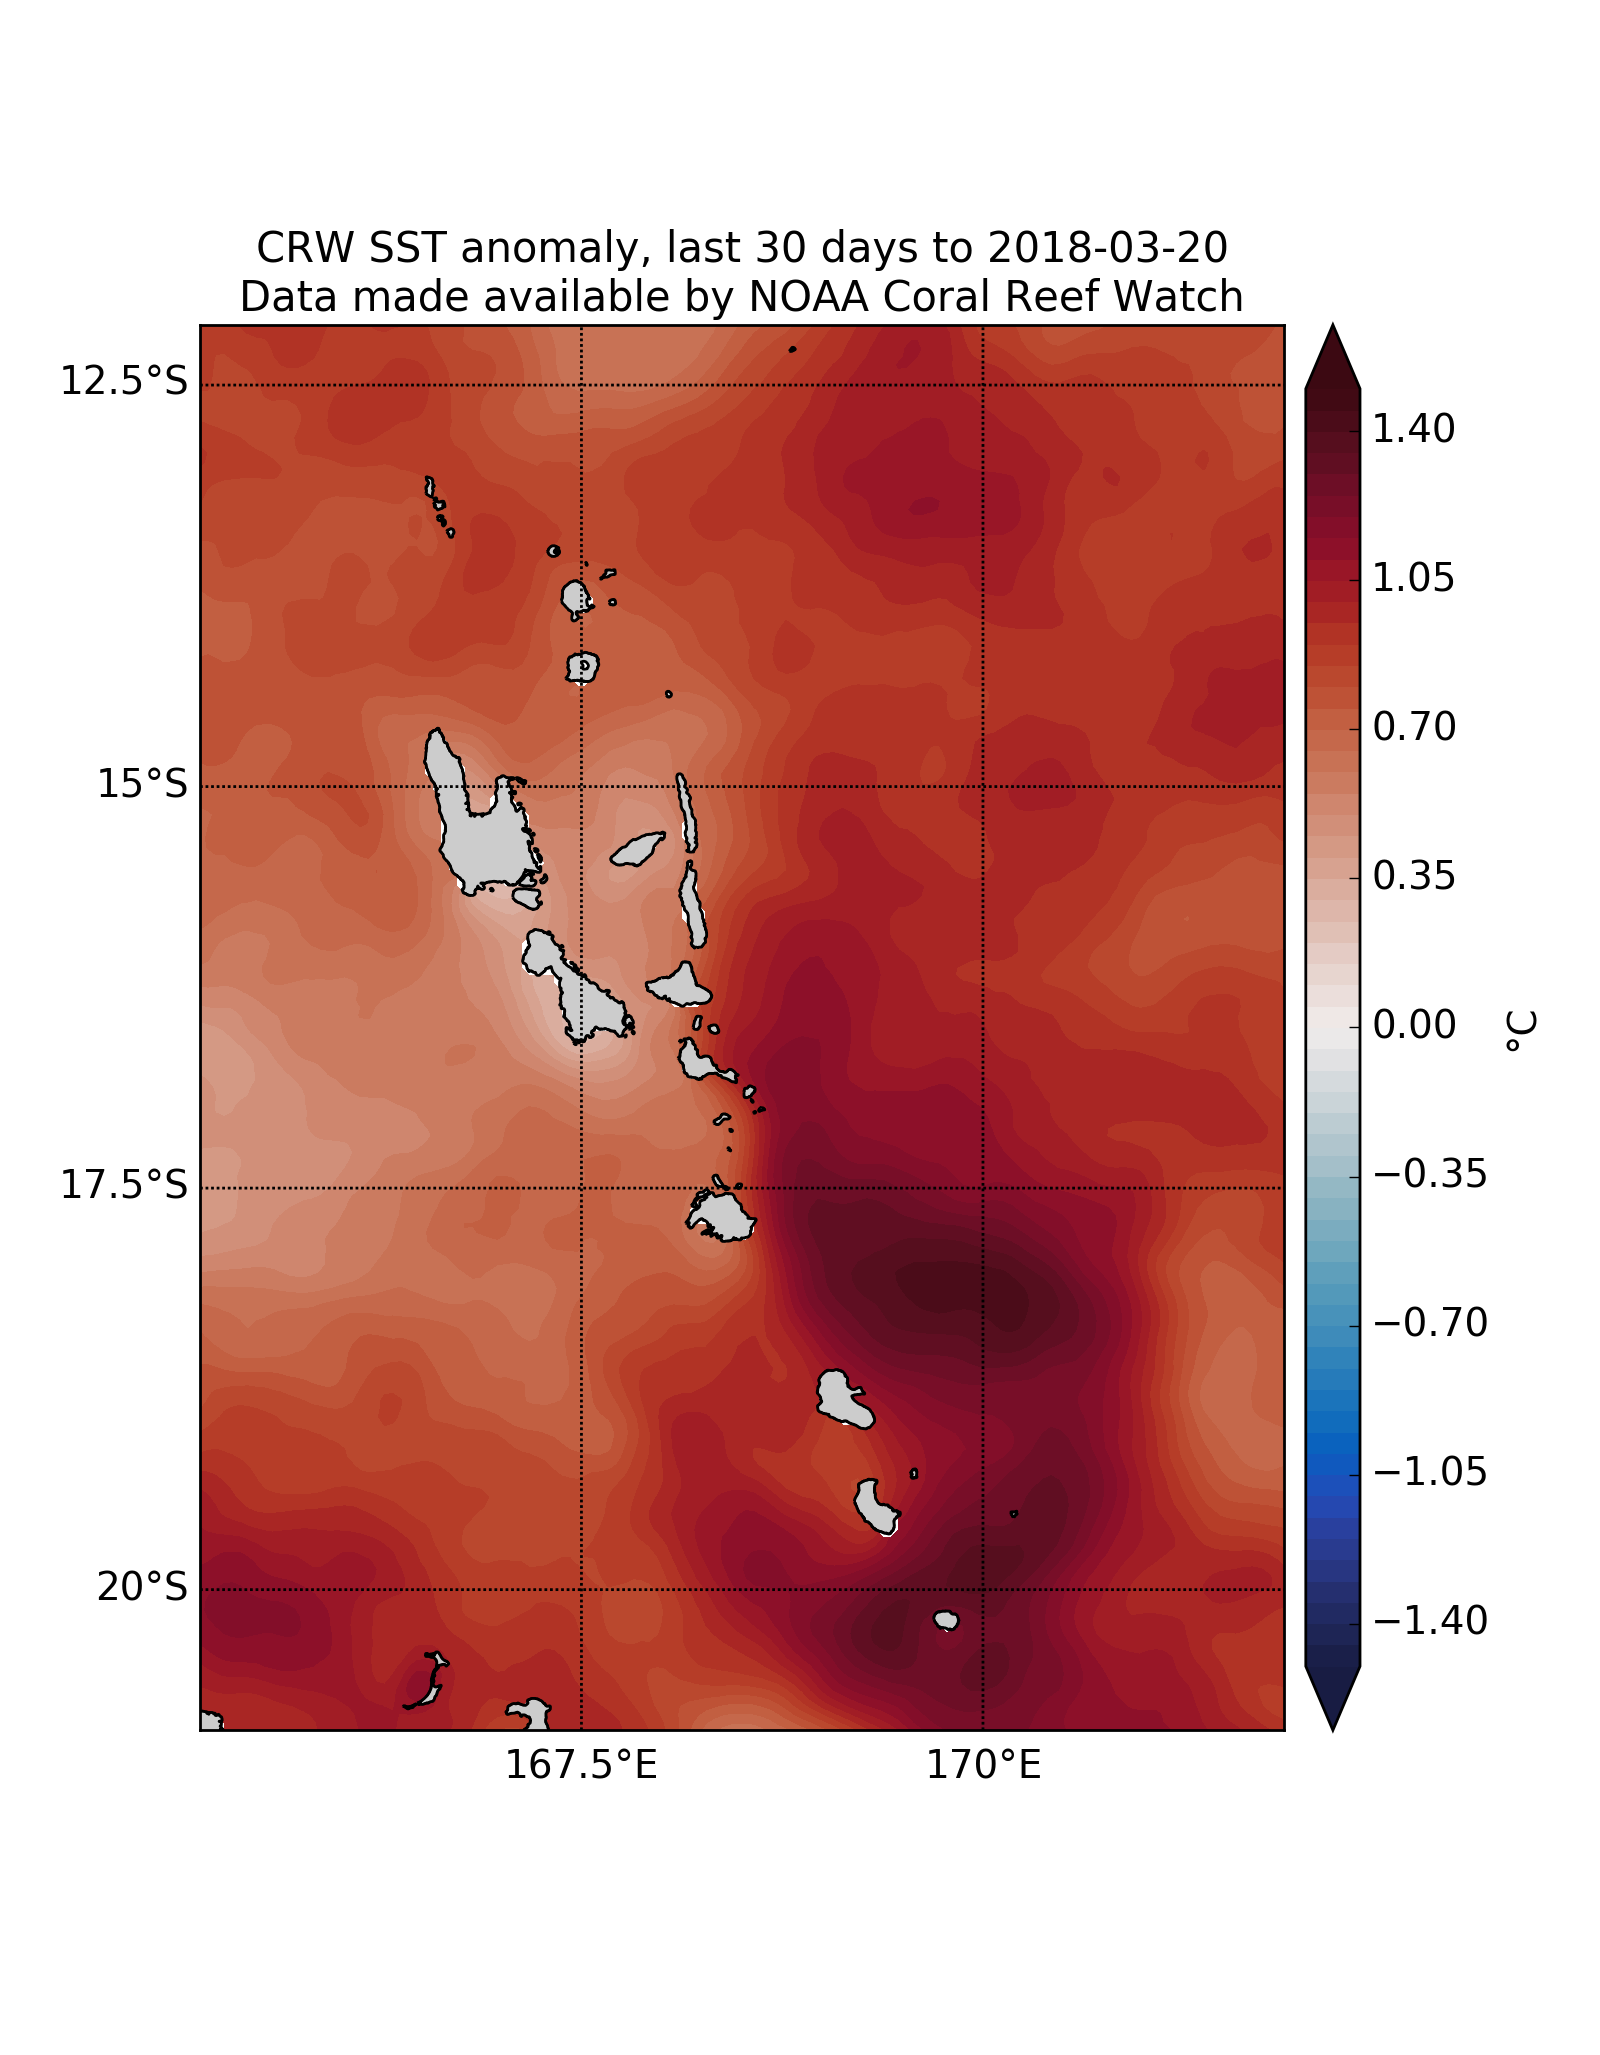 CRW SST anomaly, last 30 days to 2018-03-20
Data made available by NOAA Coral Reef Watch
12.5°S
15°S
17.5°S
20°S
167.5°E
170°E
1.40
1.05
0.70
0.35
0.00
−0.35
−0.70
−1.05
−1.40
°C